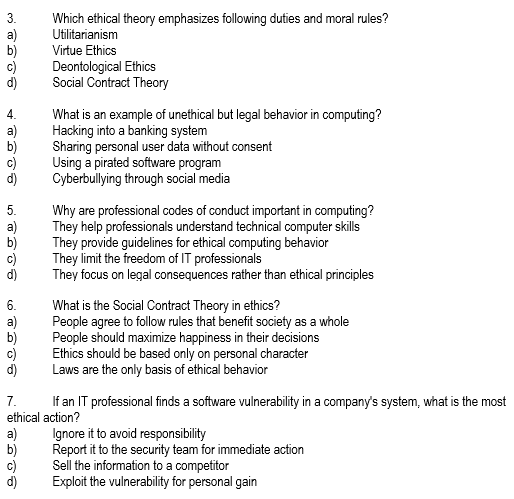 3. Which ethical theory emphasizes following duties and moral rules?
a) Utilitarianism
b) Virtue Ethics
c) Deontological Ethics
d) Social Contract Theory
4. What is an example of unethical but legal behavior in computing?
a) Hacking into a banking system
b) Sharing personal user data without consent
c) Using a pirated software program
d) Cyberbullying through social media
5. Why are professional codes of conduct important in computing?
a) They help professionals understand technical computer skills
b) They provide guidelines for ethical computing behavior
c) They limit the freedom of IT professionals
d) They focus on legal consequences rather than ethical principles
6. What is the Social Contract Theory in ethics?
a) People agree to follow rules that benefit society as a whole
b) People should maximize happiness in their decisions
c) Ethics should be based only on personal character
d) Laws are the only basis of ethical behavior
7. If an IT professional finds a software vulnerability in a company's system, what is the most
ethical action?
a) Ignore it to avoid responsibility
b) Report it to the security team for immediate action
c) Sell the information to a competitor
d) Exploit the vulnerability for personal gain